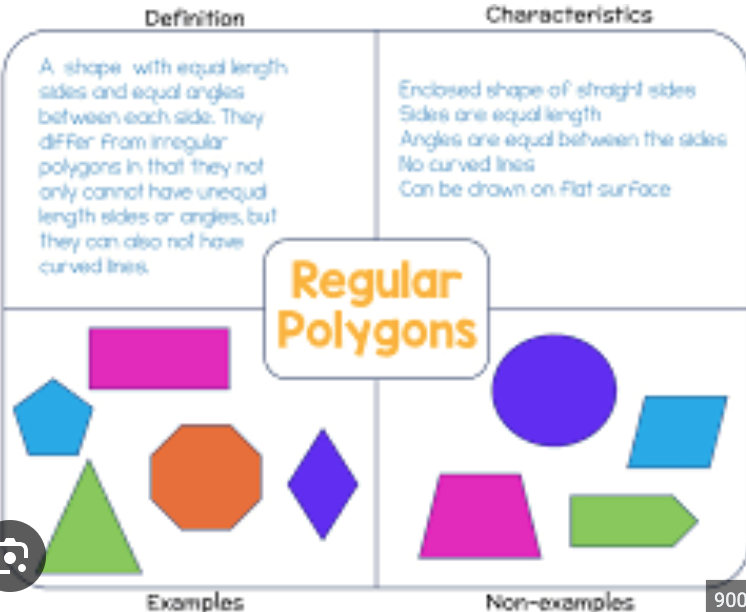 Definition
Characteristics
A shape with equal length
sides and equal angles
between each side. They
differ from irregular
polygons in that they not
only cannot have unequal
length sides or angles, but
they can also not have
curved lines.
Enclosed shape of straight sides
Sides are equal length
Angles are equal between the sides
No curved lines
Can be drawn on flat surface
Regular
Polygons
Examples
Non-examples
900